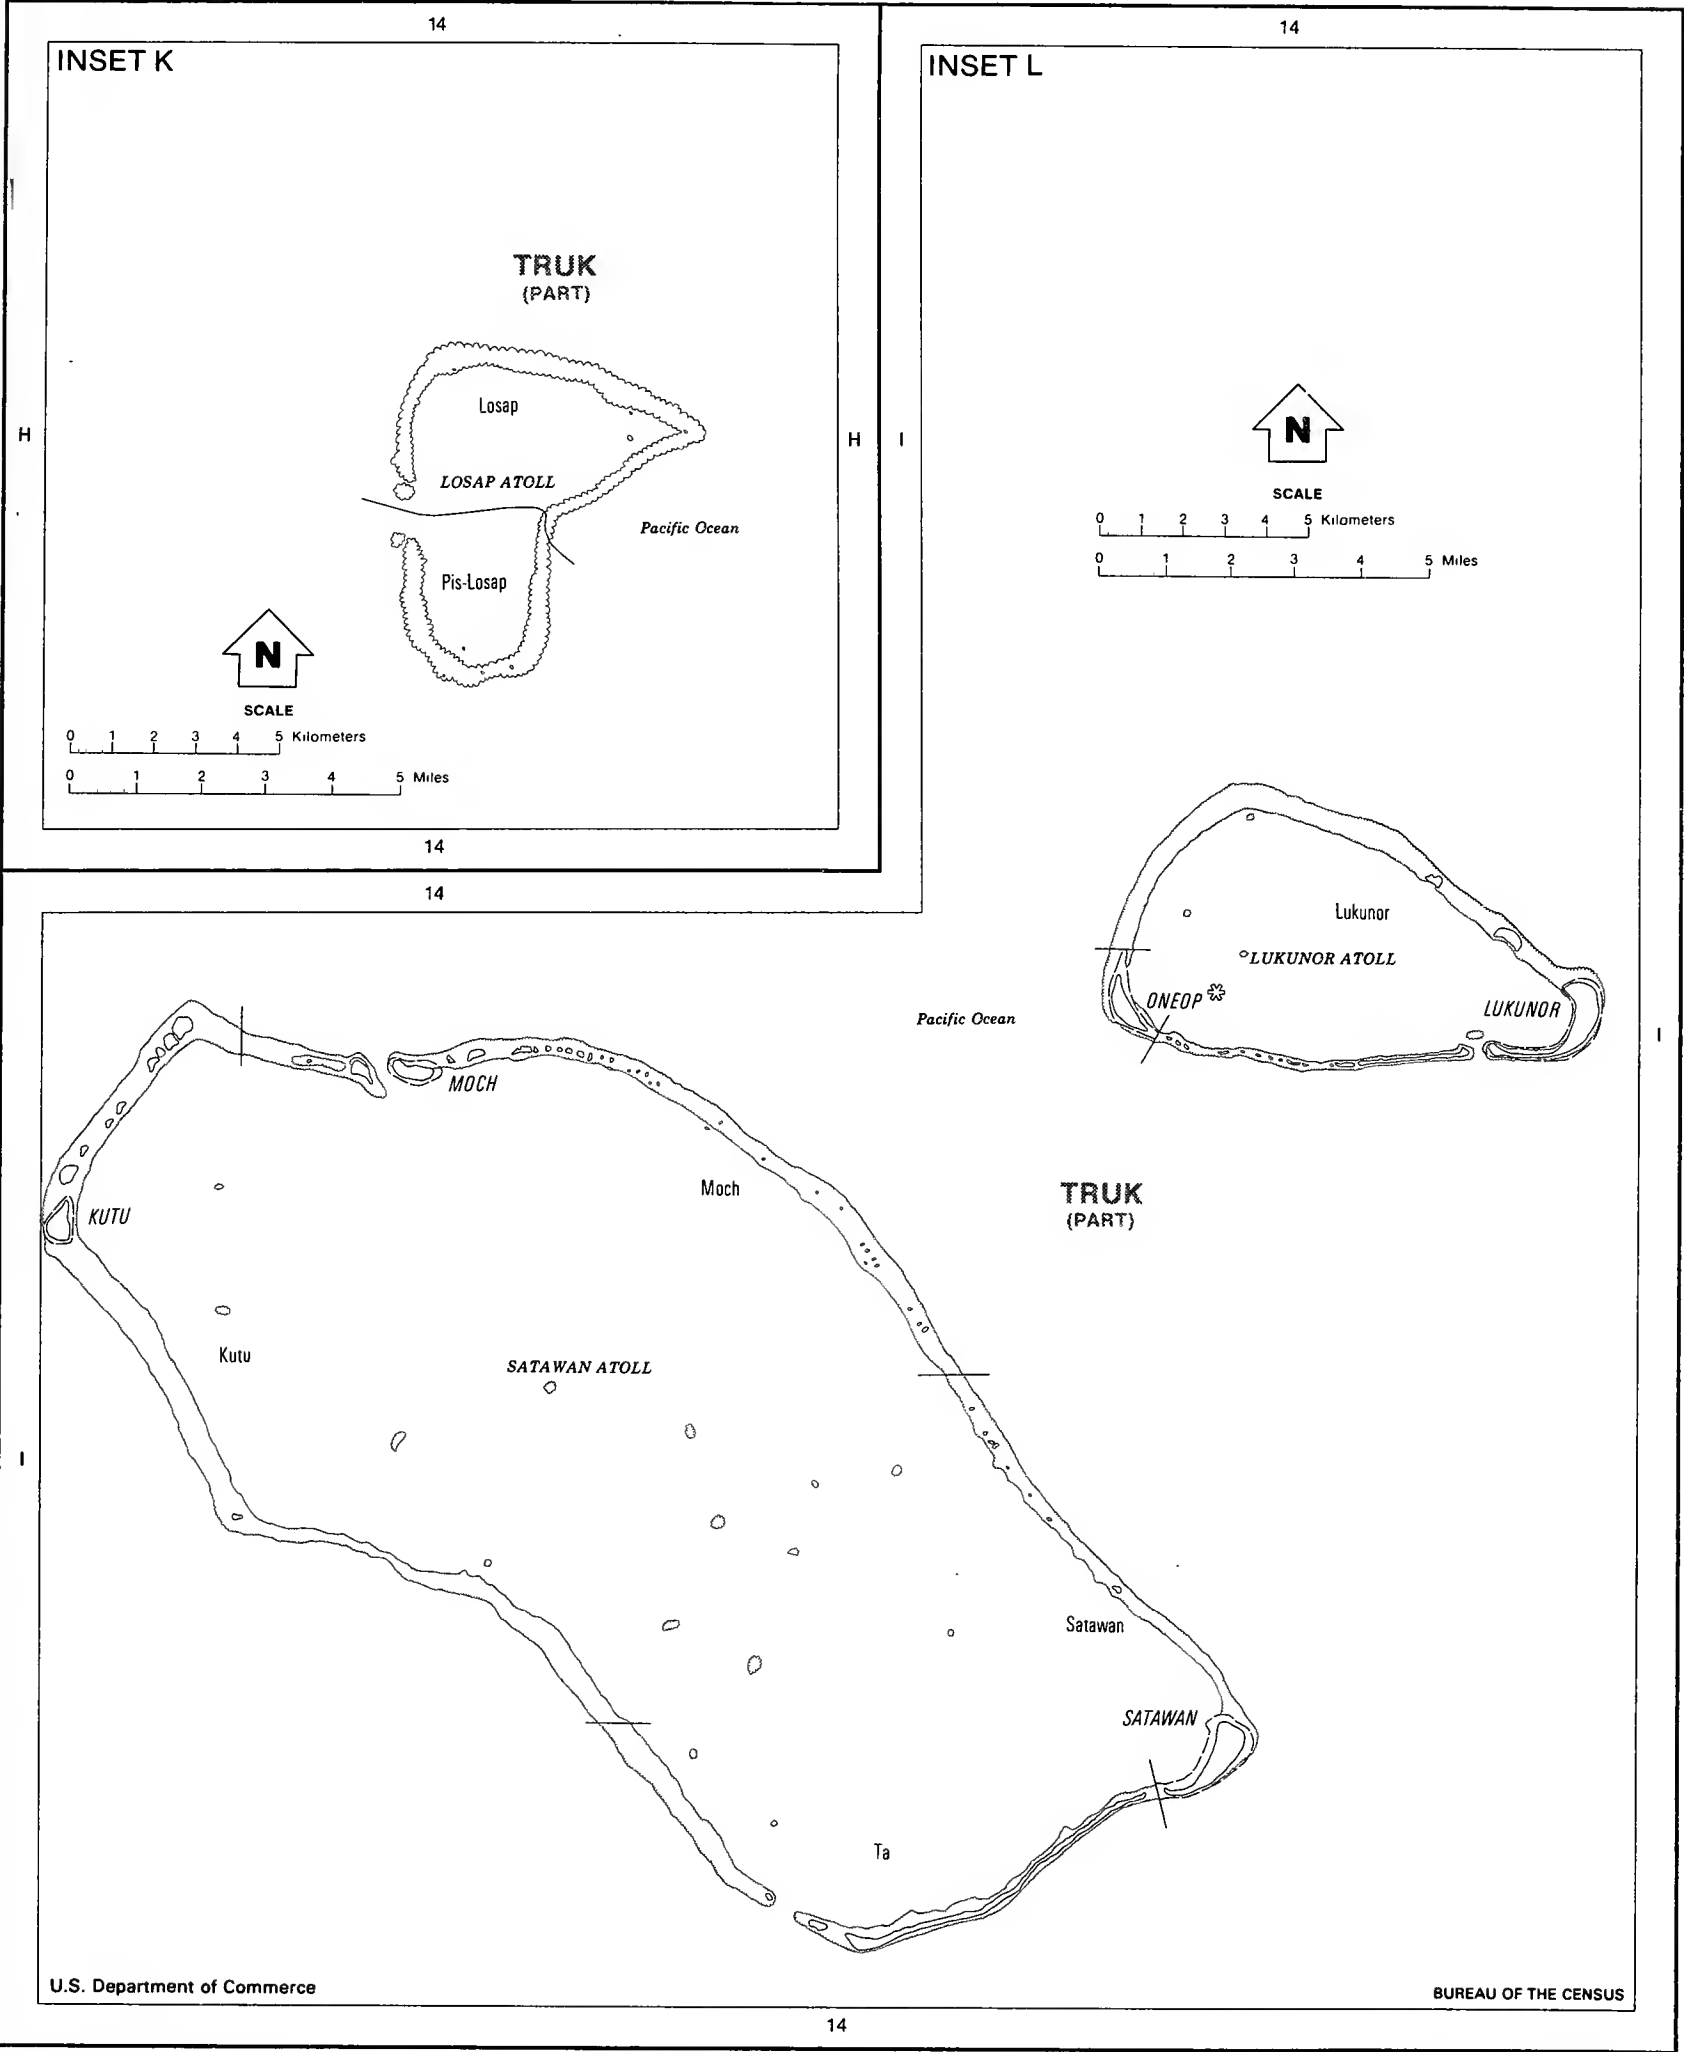 14
INSET K
TRUK
(PART)
Losap
H
H
LOSAP ATOLL
Pacific Ocean
Pis-Losap
N
SCALE
0 1 2 3 4 5 Kilometers
0 1 2 3 4 5 Miles
14
14
INSET L
I
N
SCALE
0 1 2 3 4 5 Kilometers
0 1 2 3 4 5 Miles
Lukunor
LUKUNOR ATOLL
ONEOP
LUKUNOR
Pacific Ocean
I
14
MOCH
Moch
TRUK
(PART)
KUTU
Kutu
SATAWAN ATOLL
I
Satawan
SATAWAN
Ta
U.S. Department of Commerce
BUREAU OF THE CENSUS
14